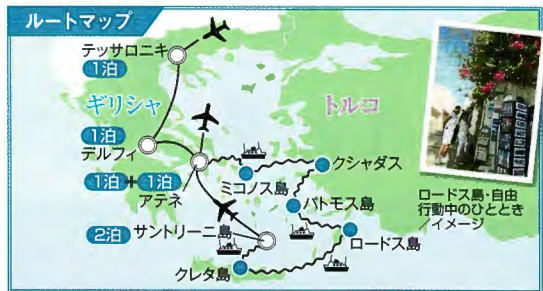 ルートマップ
テッサロニキ
1泊
ギリシャ
トルコ
1泊
デルフィ
クシャダス
1泊+1泊
アテネ
ミコノス島
パトモス島
2泊 サントリーニ島
ロードス島
クレタ島
ロードス島・自由
行動中のひととき
/イメージ